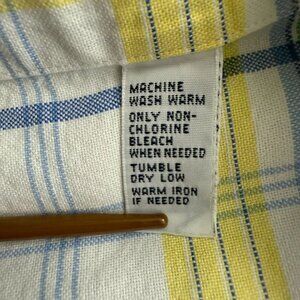 MACHINE
WASH WARM
ONLY NON-
CHLORINE
BLEACH
WHEN NEEDED
TUMBLE
DRY LOW
WARM IRON
IF NEEDED